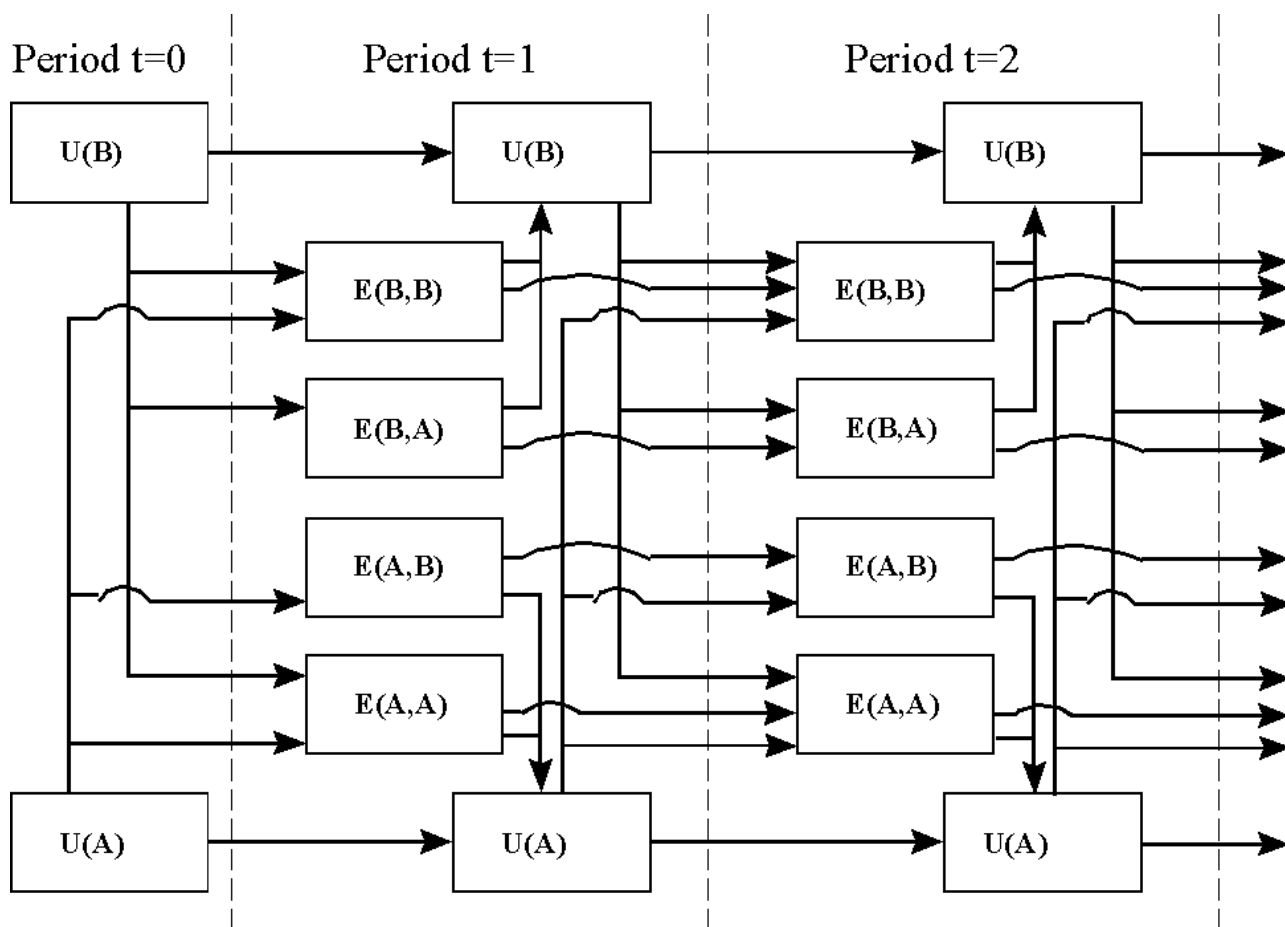 Period t=0 Period t=1 Period t=2
U(B) U(B) U(B)
E(B,B) E(B,B)
E(B,A) E(B,A)
E(A,B) E(A,B)
E(A,A) E(A,A)
U(A) U(A) U(A)